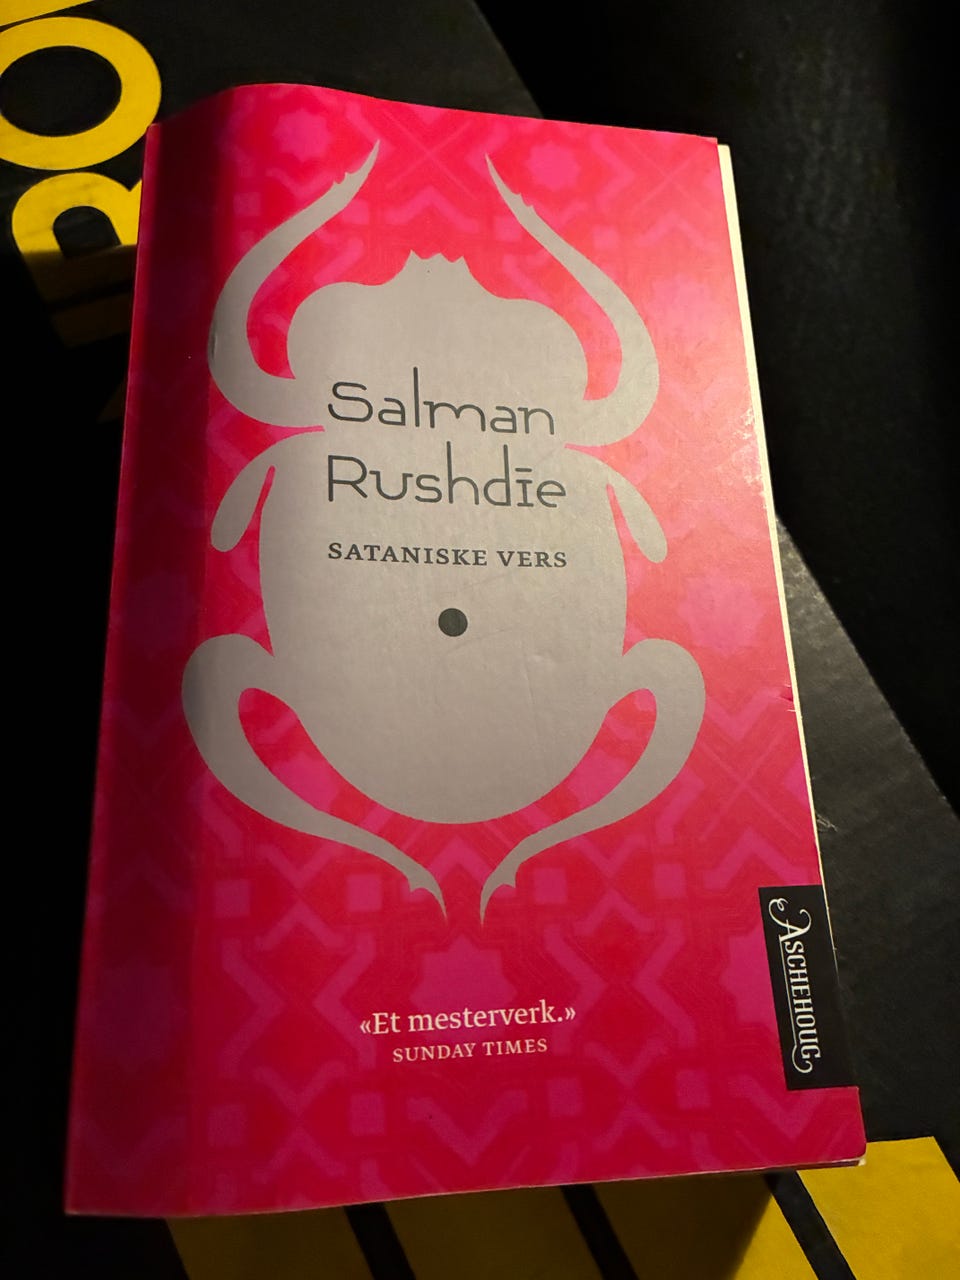 Salman
Rushdie
SATANISKE VERS
«Et mesterverk.»
SUNDAY TIMES
ASCHEHOUG